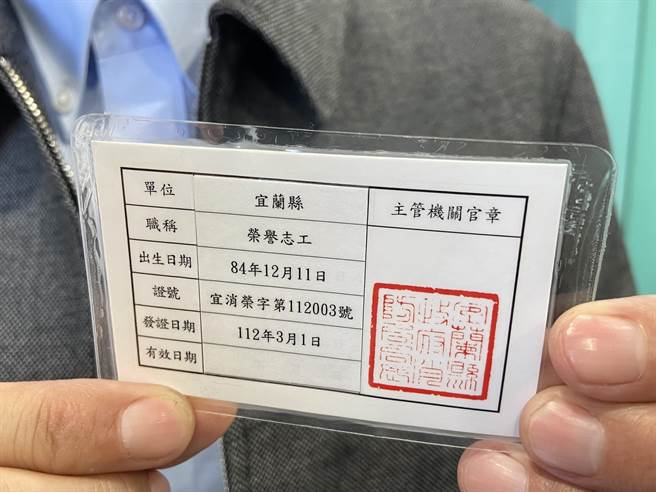 單位 宜蘭縣 主管機關官章
職稱 榮譽志工
出生日期 84年12月11日
證號 宜消榮字第112003號
發證日期 112年3月1日
有效日期